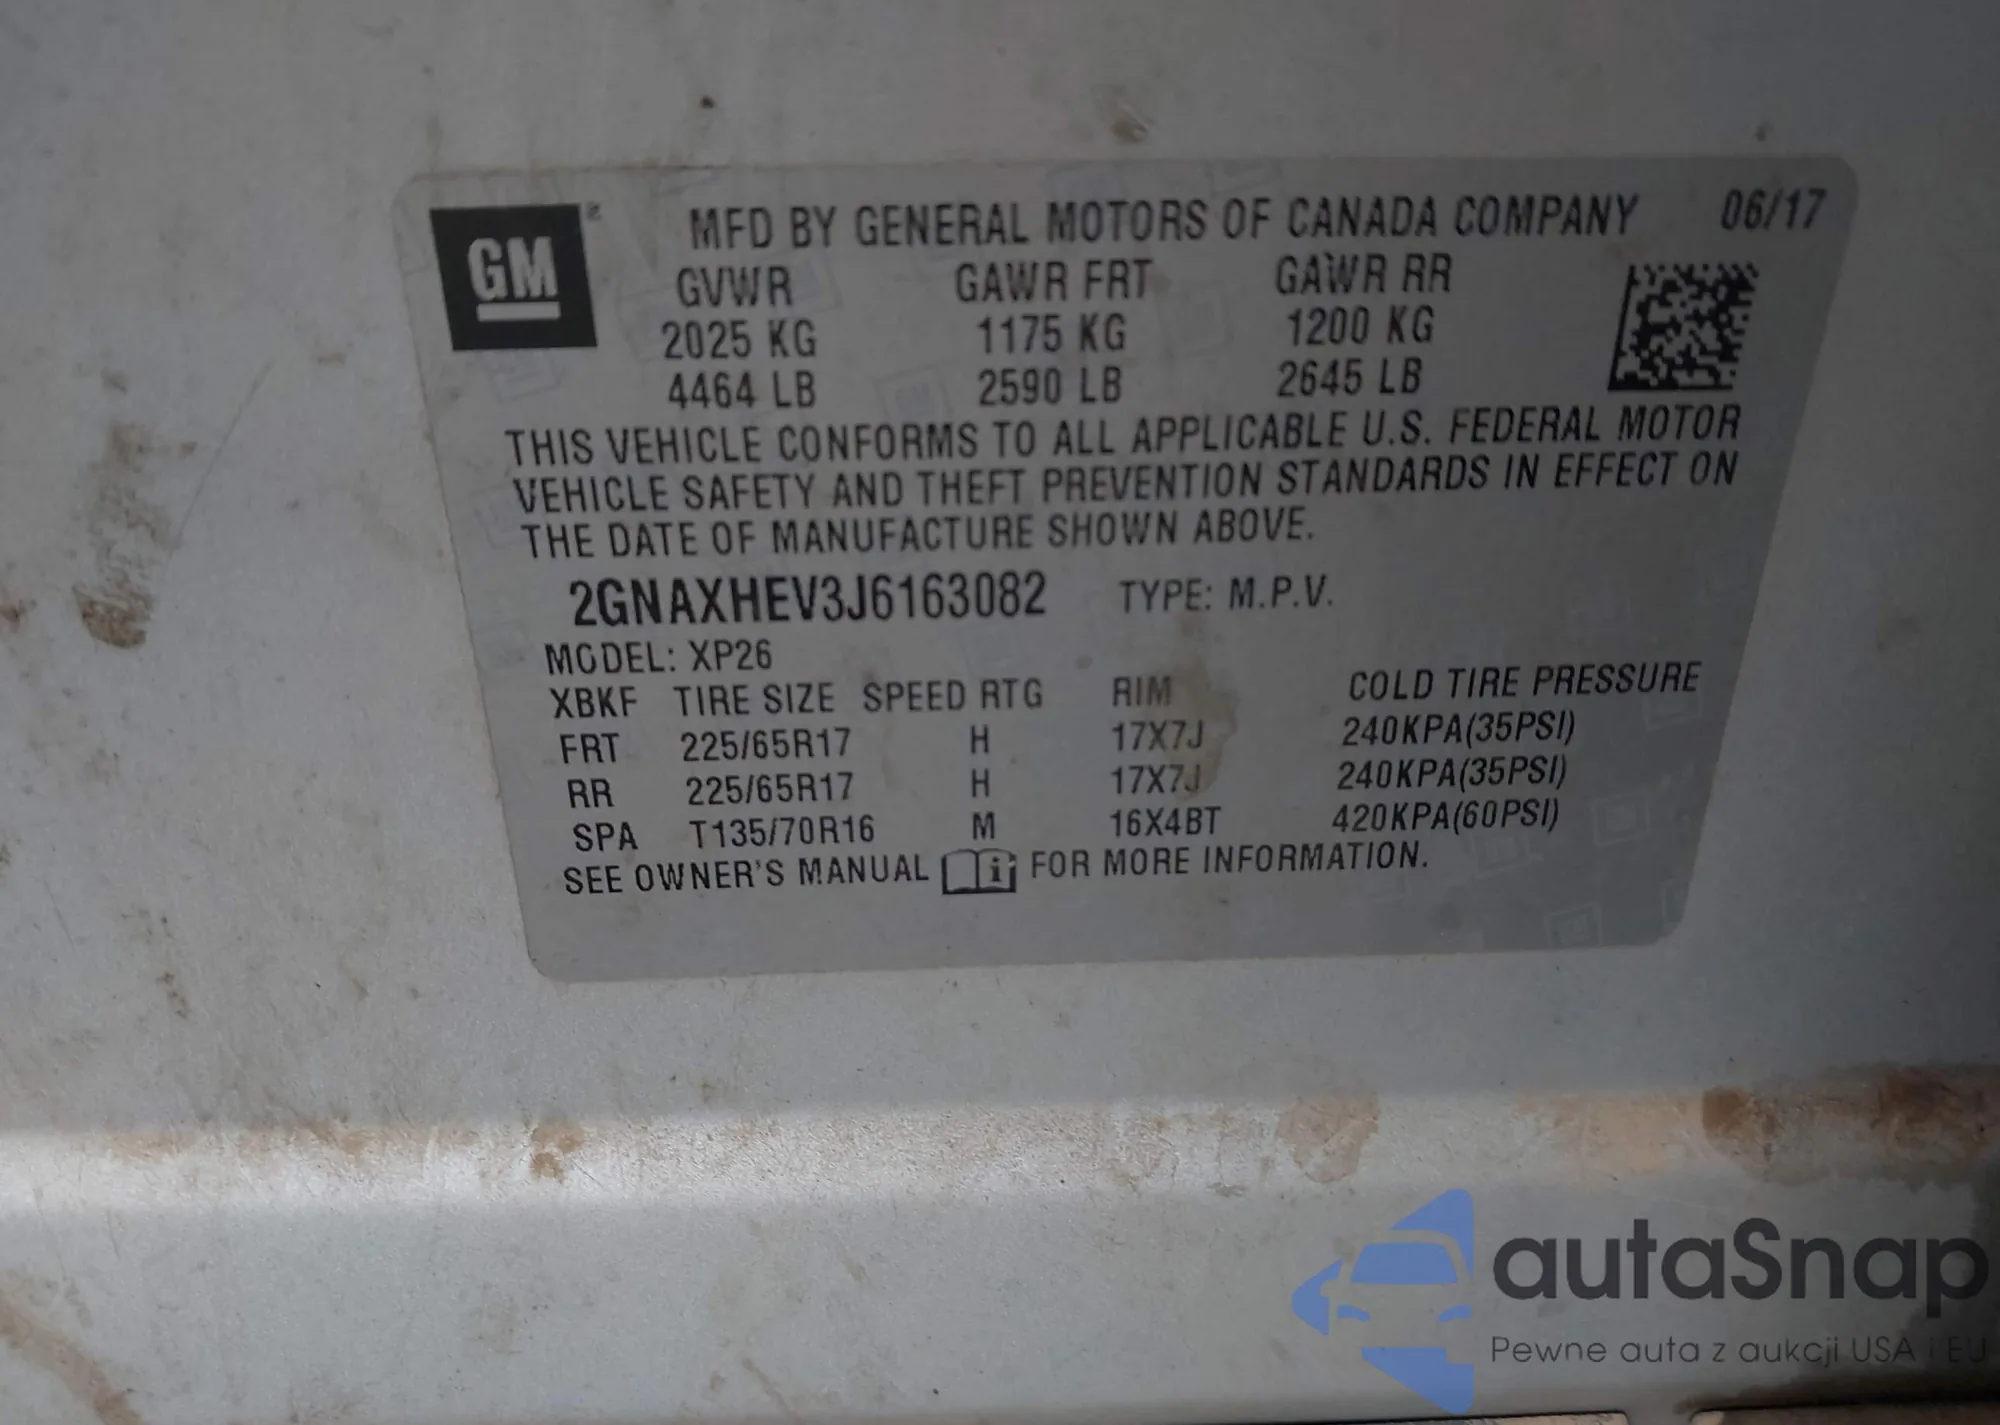 GM
MFD BY GENERAL MOTORS OF CANADA COMPANY 06/17
GVWR GAWR FRT GAWR RR
2025 KG 1175 KG 1200 KG
4464 LB 2590 LB 2645 LB
THIS VEHICLE CONFORMS TO ALL APPLICABLE U.S. FEDERAL MOTOR
VEHICLE SAFETY AND THEFT PREVENTION STANDARDS IN EFFECT ON
THE DATE OF MANUFACTURE SHOWN ABOVE.
2GNAXHEV3J6163082 TYPE: M.P.V.
MODEL: XP26
XBKF TIRE SIZE SPEED RTG RIM COLD TIRE PRESSURE
FRT 225/65R17 H 17X7J 240KPA(35PSI)
RR 225/65R17 H 17X7J 240KPA(35PSI)
SPA T135/70R16 M 16X4BT 420KPA(60PSI)
SEE OWNER'S MANUAL i FOR MORE INFORMATION.
autaSnap
Pewne auta z aukcji USA i EU